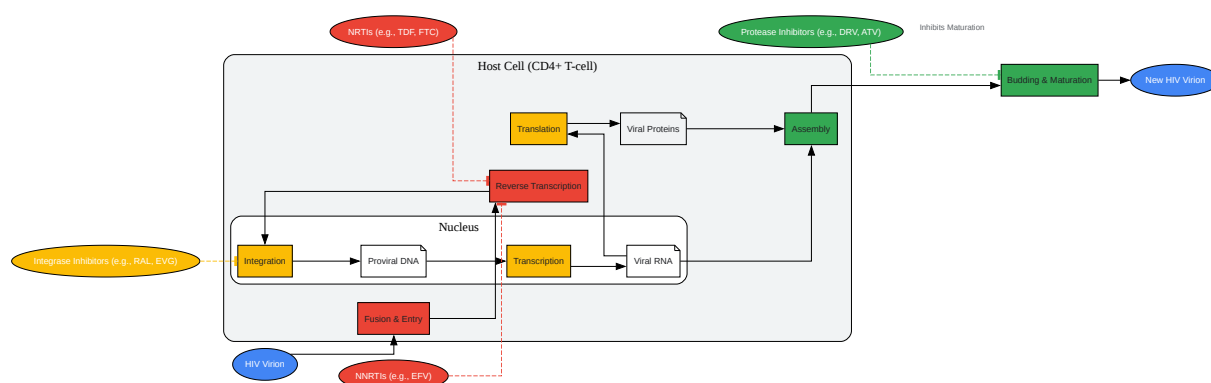 NRTIs (e.g., TDF, FTC)
Protease Inhibitors (e.g., DRV, ATV)
Inhibits Maturation
Host Cell (CD4+ T-cell)
Budding & Maturation
New HIV Virion
Translation
Viral Proteins
Assembly
Reverse Transcription
Nucleus
Integrase Inhibitors (e.g., RAL, EVG)
Integration
Proviral DNA
Transcription
Viral RNA
Fusion & Entry
HIV Virion
NNRTIs (e.g., EFV)